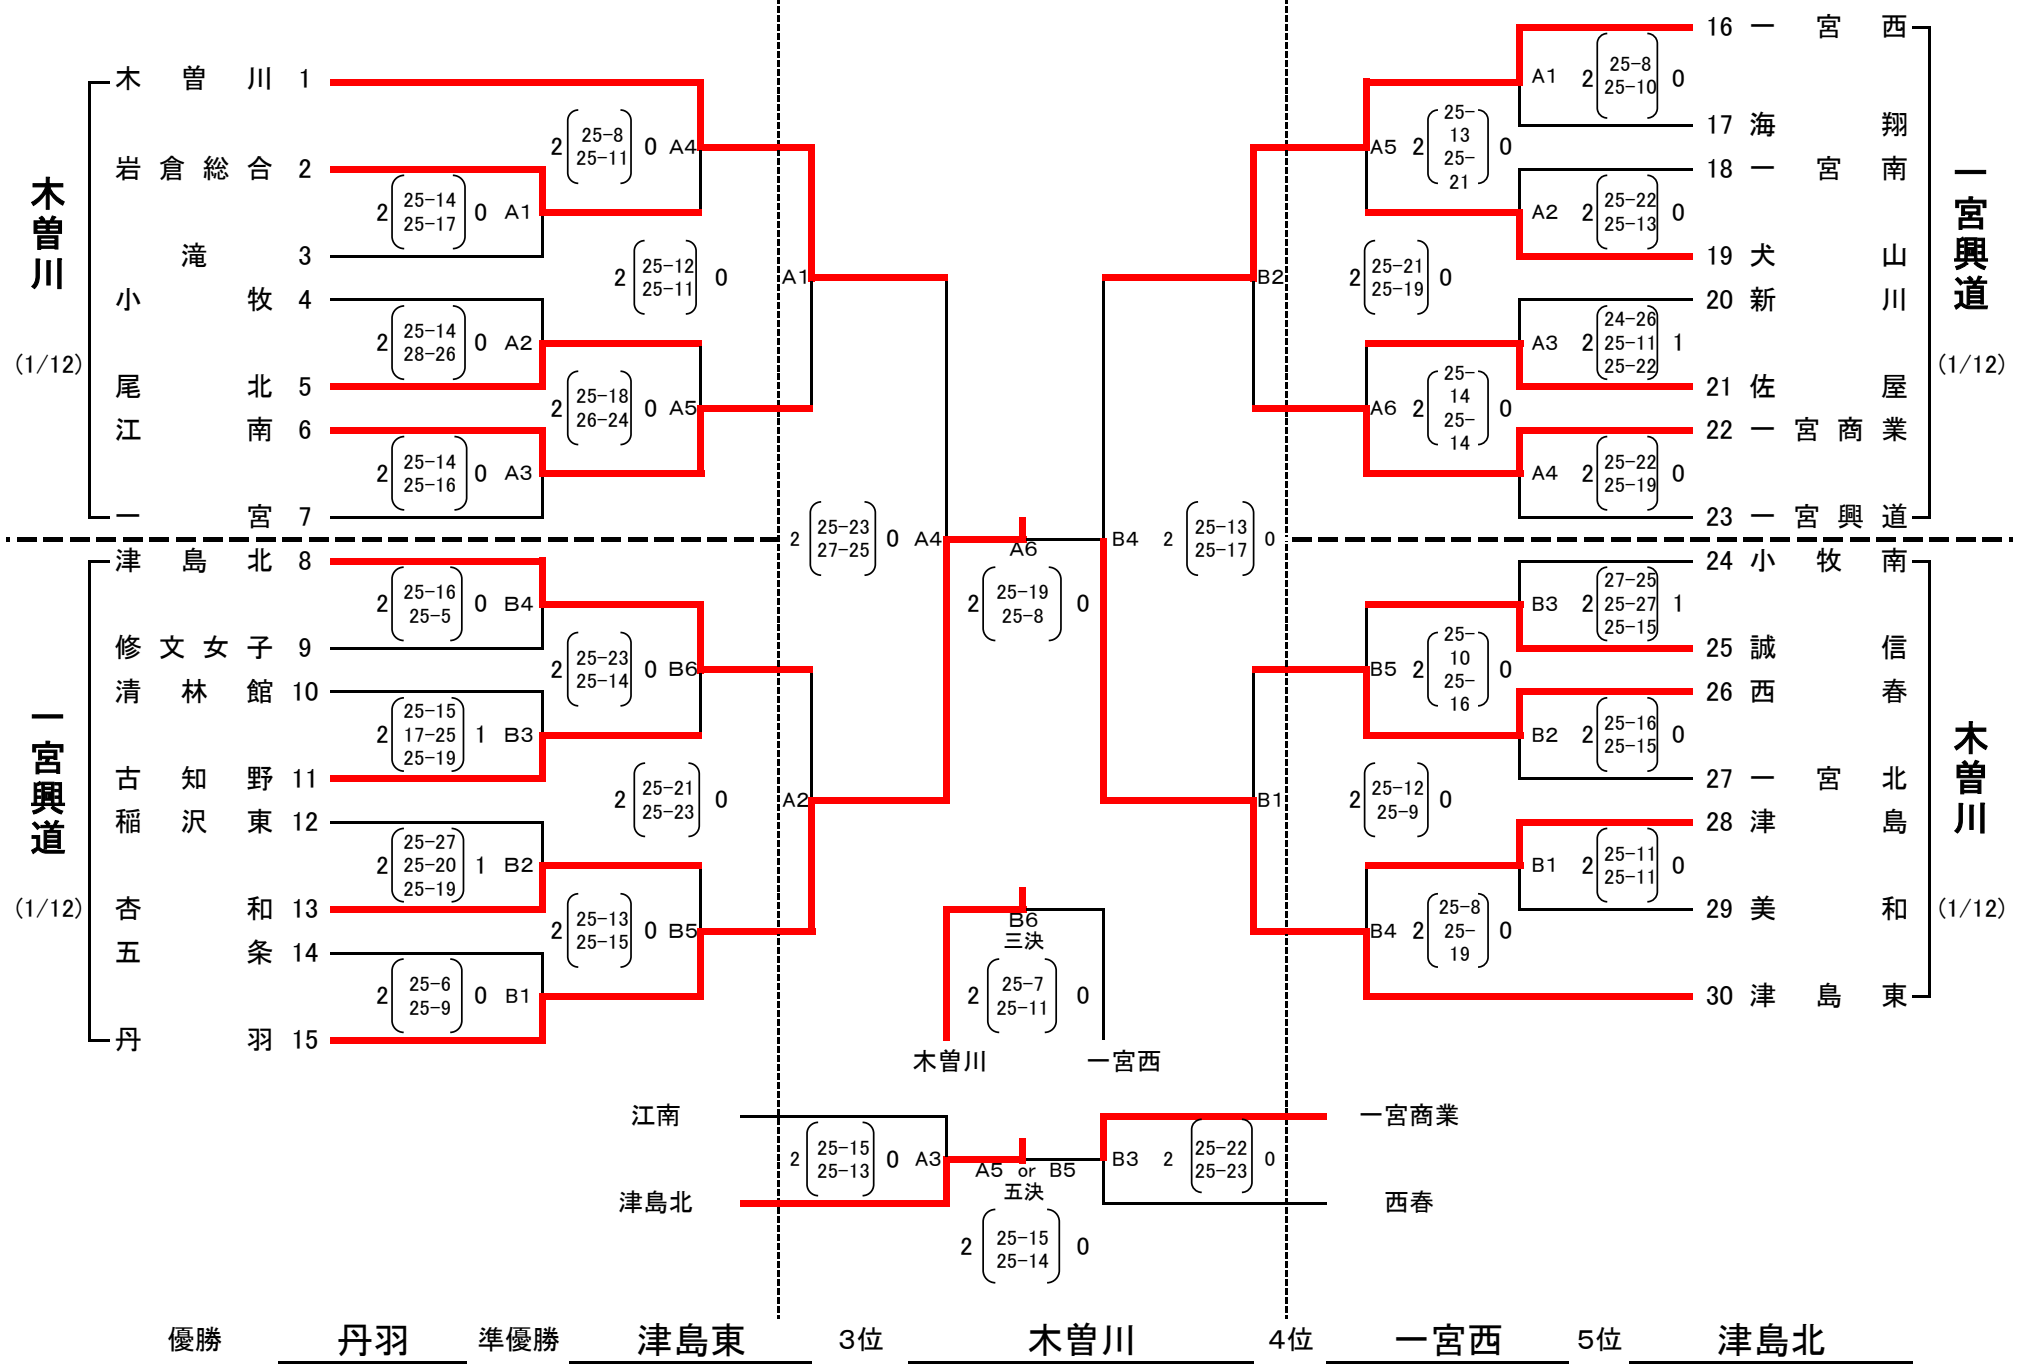 木曽川
(1/12)
木曽川 1
岩倉総合 2
滝 3
小牧 4
尾北 5
江南 6
一宮 7
2 25-8 25-11 0 A4
2 25-14 25-17 0 A1
2 25-14 28-26 0 A2
2 25-14 25-16 0 A3
2 25-18 26-24 0 A5
2 25-12 25-11 0 A1
一宮興道
(1/12)
津島北 8
修文女子 9
清林館 10
古知野 11
稲沢東 12
杏和 13
五条 14
丹羽 15
2 25-16 25-5 0 B4
2 25-15 17-25 25-19 1 B3
2 25-27 25-20 25-19 1 B2
2 25-6 25-9 0 B1
2 25-23 25-14 0 B6
2 25-13 25-15 0 B5
2 25-21 25-23 0 A2
2 25-23 27-25 0 A4
A6
2 25-19 25-8 0
B4 2 25-13 25-17 0
16 一宮西
17 海翔
18 一宮南
19 犬山
20 新川
21 佐屋
22 一宮商業
23 一宮興道
一宮興道
(1/12)
A1 2 25-8 25-10 0
A2 2 25-22 25-13 0
A3 2 24-26 25-11 25-22 1
A4 2 25-22 25-19 0
A5 2 25-13 25-21 0
A6 2 25-14 25-14 0
B2 2 25-21 25-19 0
24 小牧南
25 誠信
26 西春
27 一宮北
28 津島
29 美和
30 津島東
木曽川
(1/12)
B3 2 27-25 25-27 25-15 1
B2 2 25-16 25-15 0
B1 2 25-11 25-11 0
B5 2 25-10 25-16 0
B4 2 25-8 25-19 0
B1 2 25-12 25-9 0
B6
三決
2 25-7 25-11 0
木曽川 一宮西
江南 一宮商業
2 25-15 25-13 0 A3
A5 or B5
五決
B3 2 25-22 25-23 0
津島北 西春
2 25-15 25-14 0
優勝 丹羽 準優勝 津島東 3位 木曽川 4位 一宮西 5位 津島北